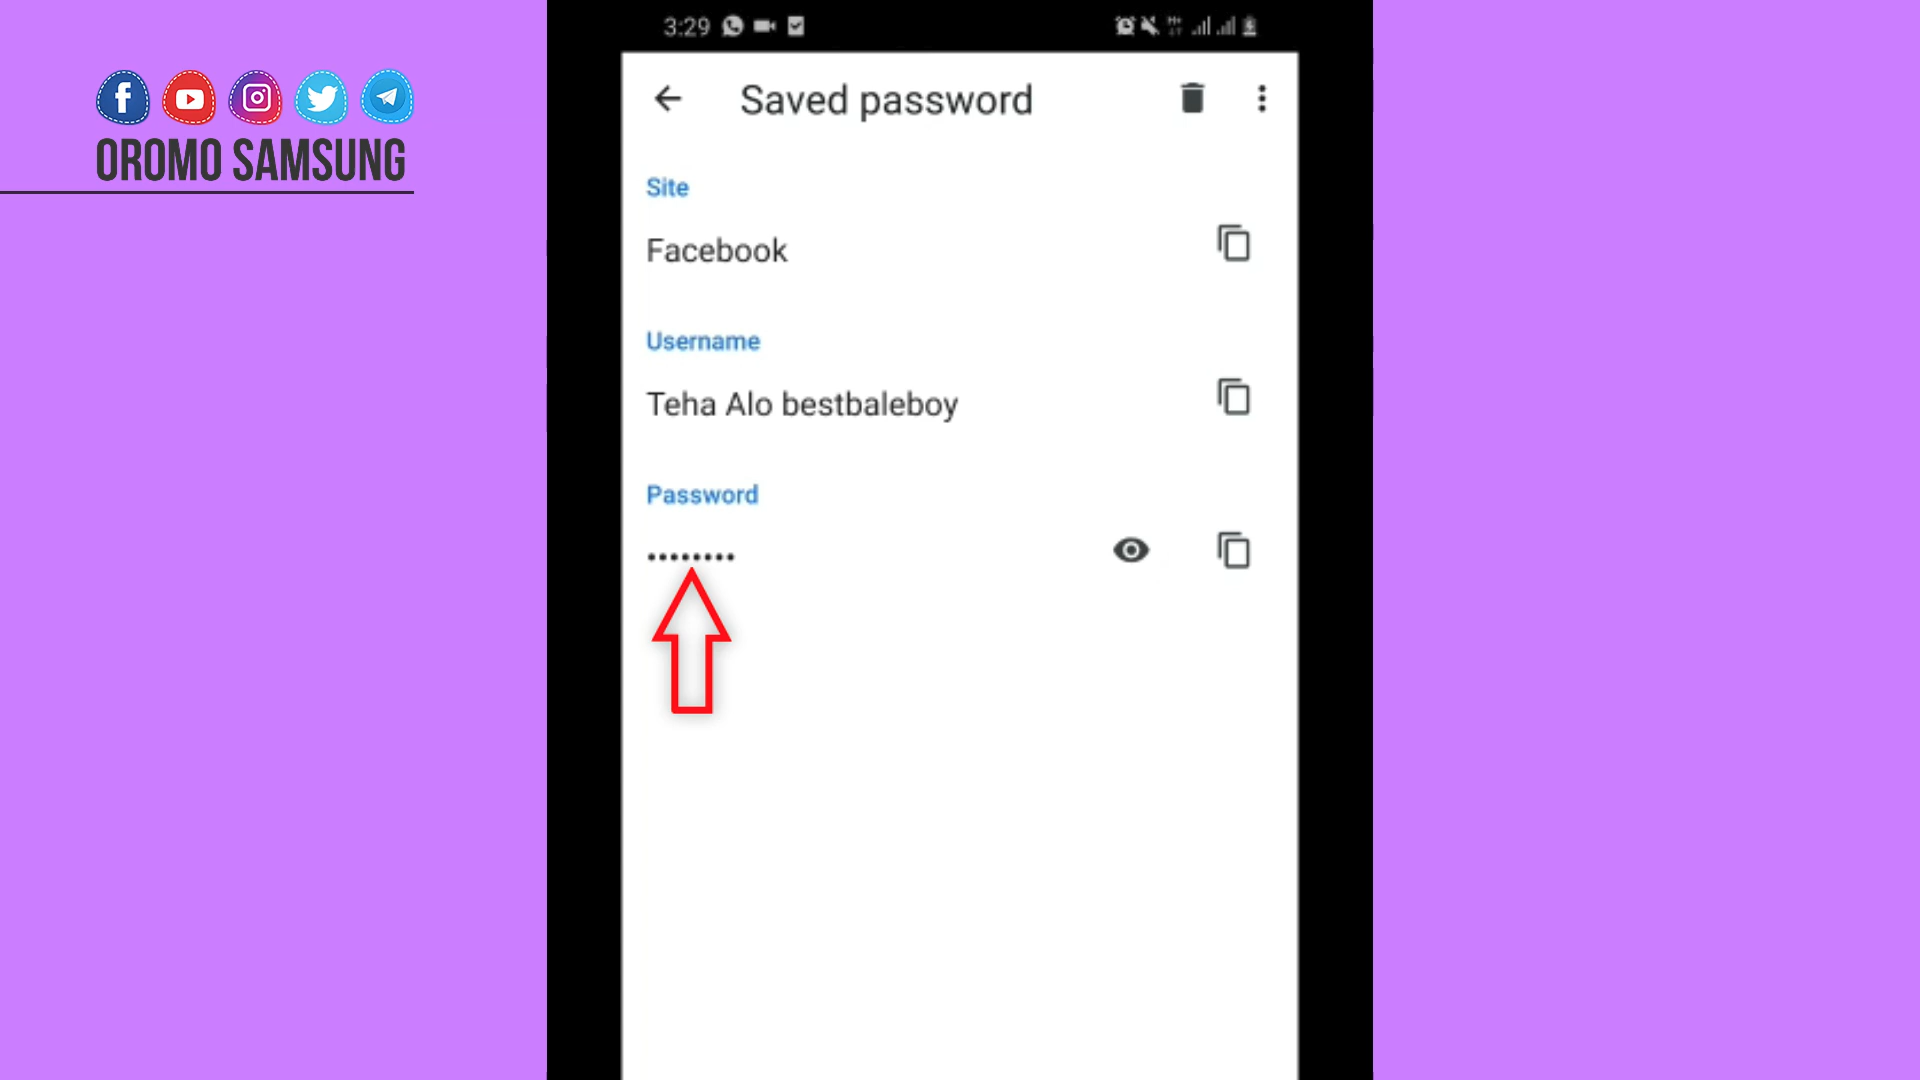 3:29
OROMO SAMSUNG
Saved password
Site
Facebook
Username
Teha Alo bestbaleboy
Password
••••••••